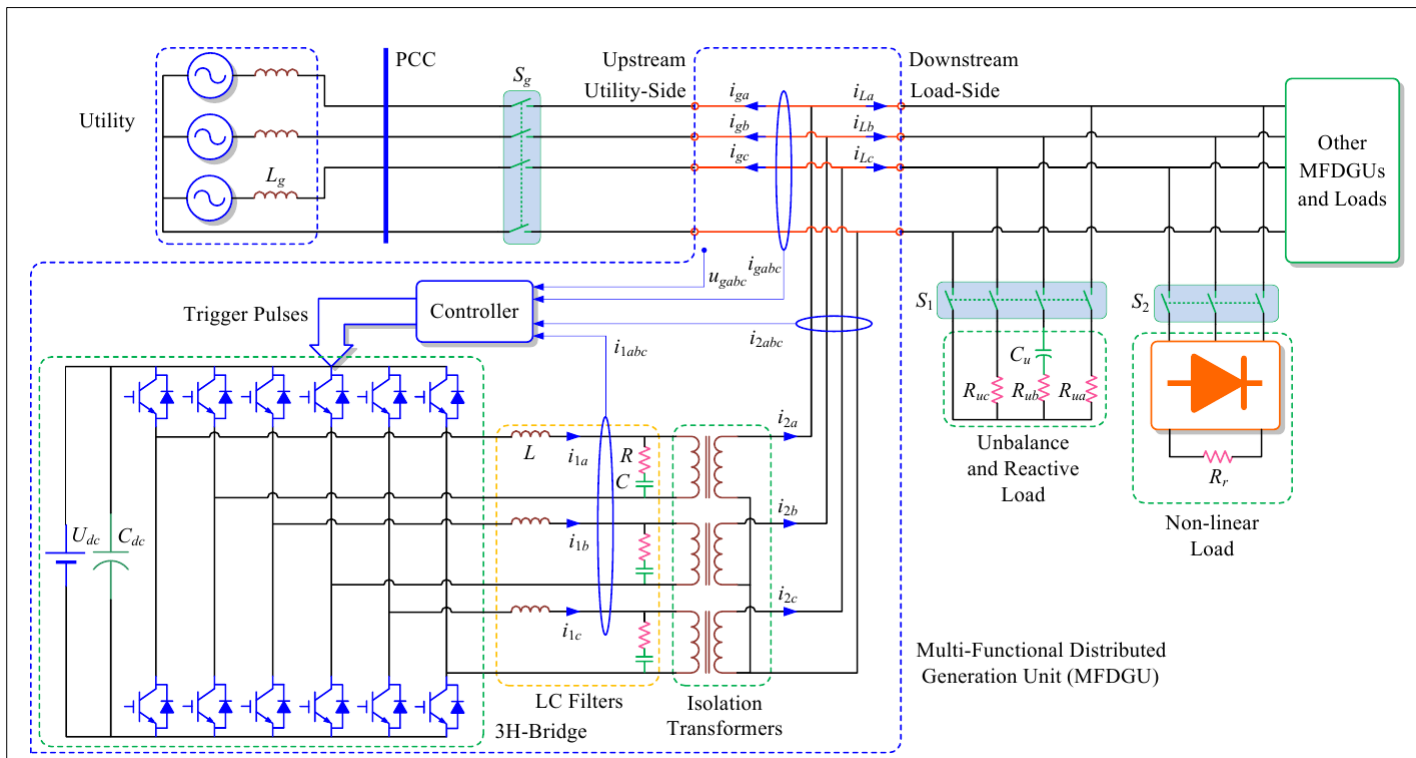 PCC
S_g
Upstream
Utility-Side
Downstream
Load-Side
Utility
L_g
i_ga
i_gb
i_gc
i_La
i_Lb
i_Lc
Other
MFDGUs
and Loads
u_gabc
i_gabc
Controller
Trigger Pulses
i_2abc
i_1abc
S_1
S_2
C_u
R_uc
R_ub
R_ua
Unbalance
and Reactive
Load
R_r
Non-linear
Load
L
i_1a
R
C
i_2a
i_1b
i_2b
i_1c
i_2c
U_dc
C_dc
LC Filters
3H-Bridge
Isolation
Transformers
Multi-Functional Distributed
Generation Unit (MFDGU)